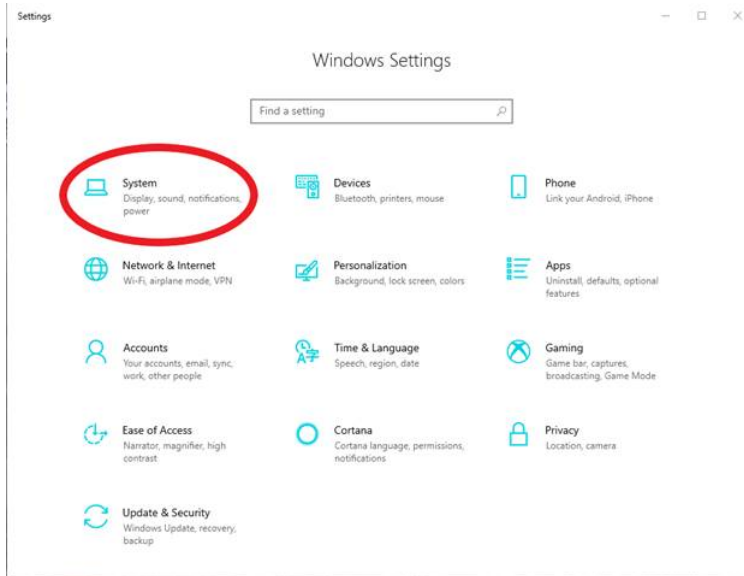 Settings
Windows Settings
Find a setting
System
Display, sound, notifications,
power
Devices
Bluetooth, printers, mouse
Phone
Link your Android, iPhone
Network & Internet
Wi-Fi, airplane mode, VPN
Personalization
Background, lock screen, colors
Apps
Uninstall, defaults, optional
features
Accounts
Your accounts, email, sync,
work, other people
Time & Language
Speech, region, date
Gaming
Game bar, captures,
broadcasting, Game Mode
Ease of Access
Narrator, magnifier, high
contrast
Cortana
Cortana language, permissions,
notifications
Privacy
Location, camera
Update & Security
Windows Update, recovery,
backup